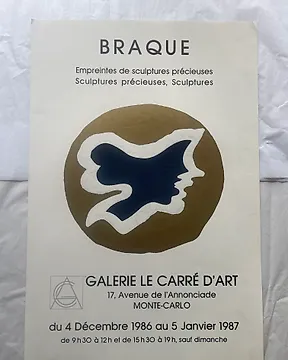 BRAQUE
Empreintes de sculptures précieuses
Sculptures précieuses, Sculptures
GALERIE LE CARRÉ D'ART
17, Avenue de l'Annonciade
MONTE-CARLO
du 4 Décembre 1986 au 5 Janvier 1987
de 9h30 à 12h et de 15h30 à 19h, sauf dimanche